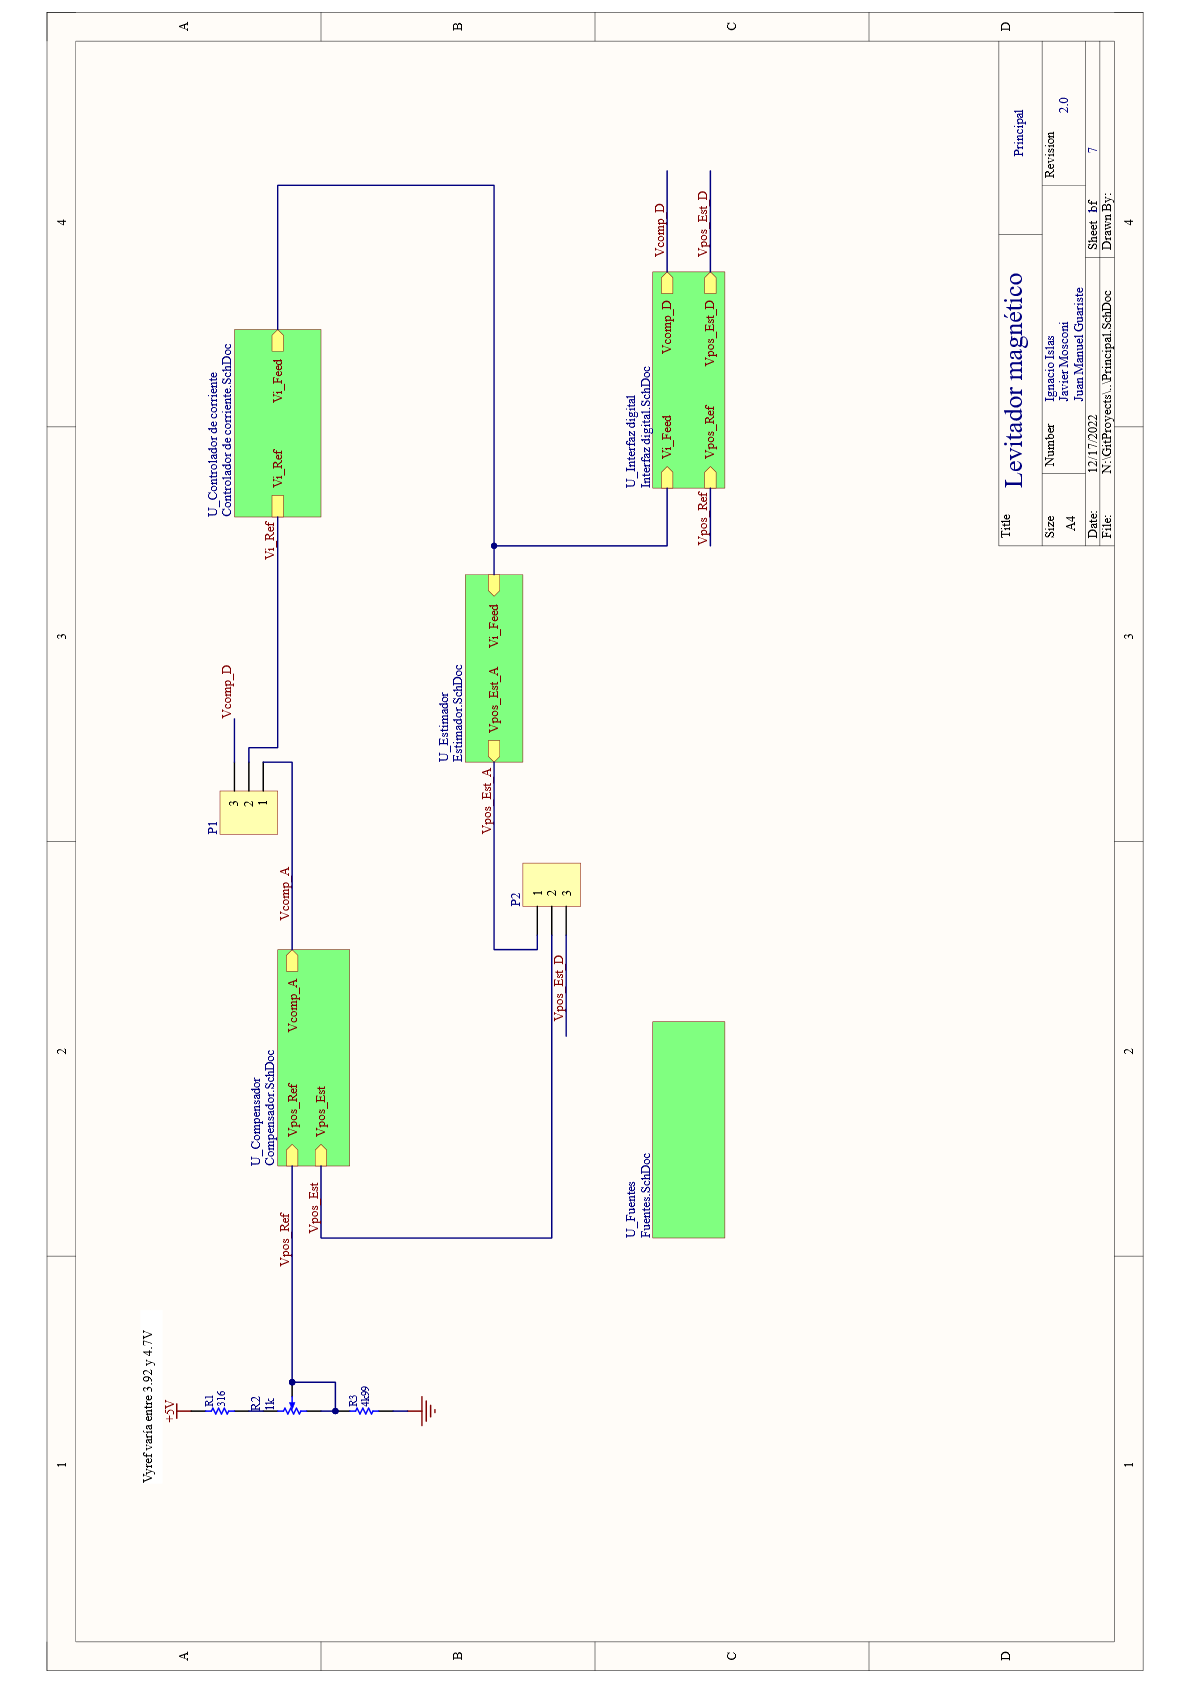 A
B
C
D
1
2
3
4
Vyref varía entre 3.92 y 4.7V
+5V
R1
316
R2
1k
R3
4k99
Vpos_Ref
Vpos_Est
U_Compensador
Compensador.SchDoc
Vpos_Ref
Vpos_Est
Vcomp_A
Vcomp_A
P1
3
2
1
Vcomp_D
Vi_Ref
U_Controlador de corriente
Controlador de corriente.SchDoc
Vi_Ref
Vi_Feed
P2
1
2
3
Vpos_Est_D
Vpos_Est_A
U_Estimador
Estimador.SchDoc
Vpos_Est_A
Vi_Feed
U_Fuentes
Fuentes.SchDoc
U_Interfaz digital
Interfaz digital.SchDoc
Vi_Feed
Vcomp_D
Vpos_Ref
Vpos_Est_D
Vpos_Ref
Vcomp_D
Vpos_Est_D
Title
Levitador magnético
Principal
Size
A4
Number
Ignacio Islas
Javier Mosconi
Juan Manuel Guariste
Revision
2.0
Date:
12/17/2022
Sheet of
7
File:
N:\GitProyects\..\Principal.SchDoc
Drawn By:
1
2
3
4
A
B
C
D